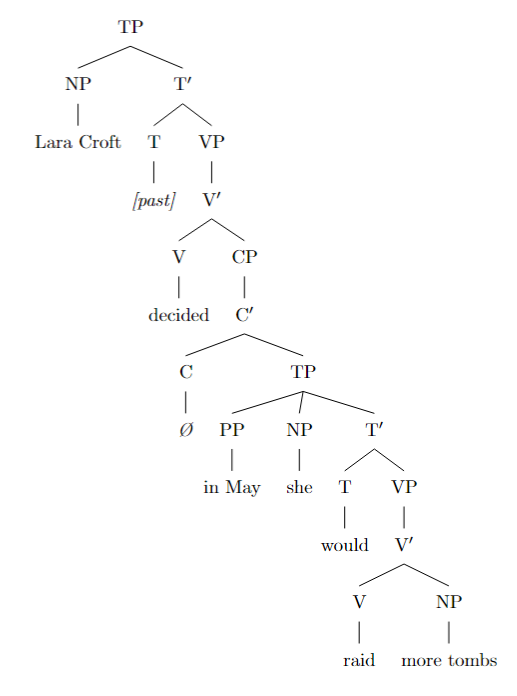 TP
NP T′
Lara Croft T VP
[past] V′
V CP
decided C′
C TP
Ø PP NP T′
in May she T VP
would V′
V NP
raid more tombs